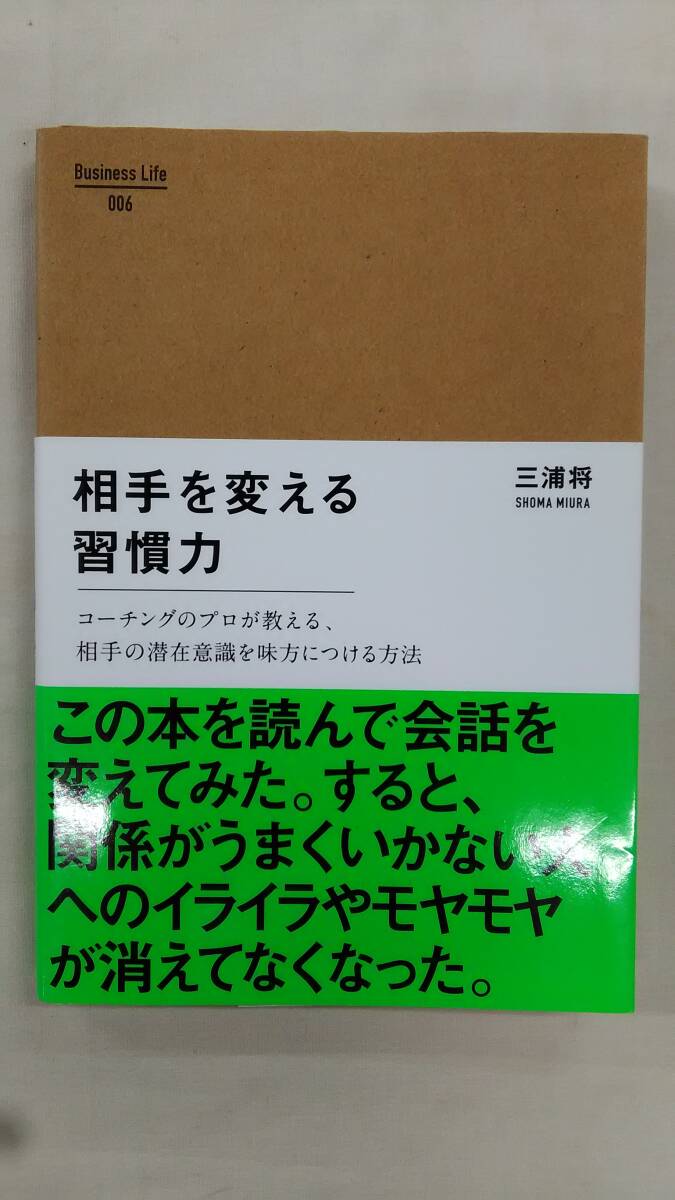 Business Life
006
相手を変える
習慣力
三浦将
SHOMA MIURA
コーチングのプロが教える、
相手の潜在意識を味方につける方法
この本を読んで会話を
変えてみた。すると、
関係がうまくいかない人
へのイライラやモヤモヤ
が消えてなくなった。